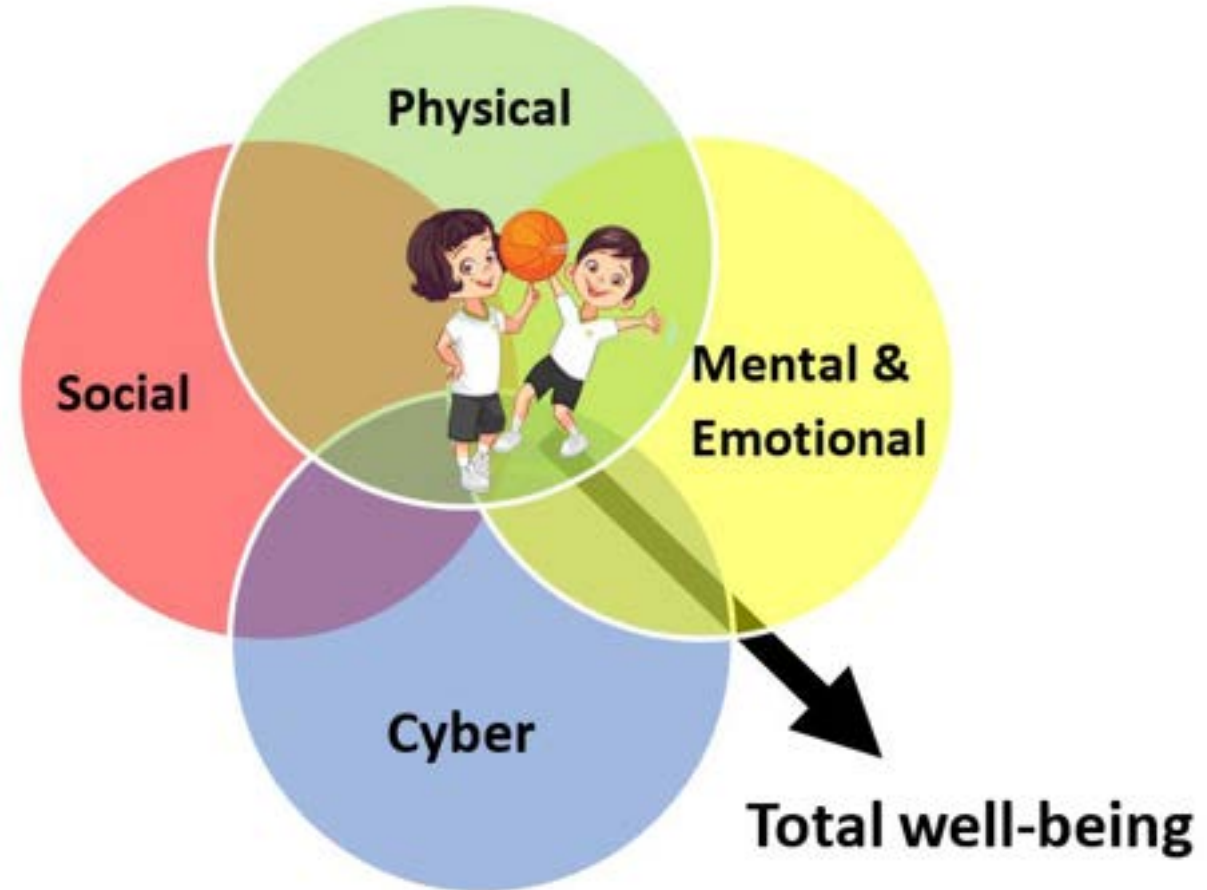 Physical
Social
Mental &
Emotional
Cyber
Total well-being